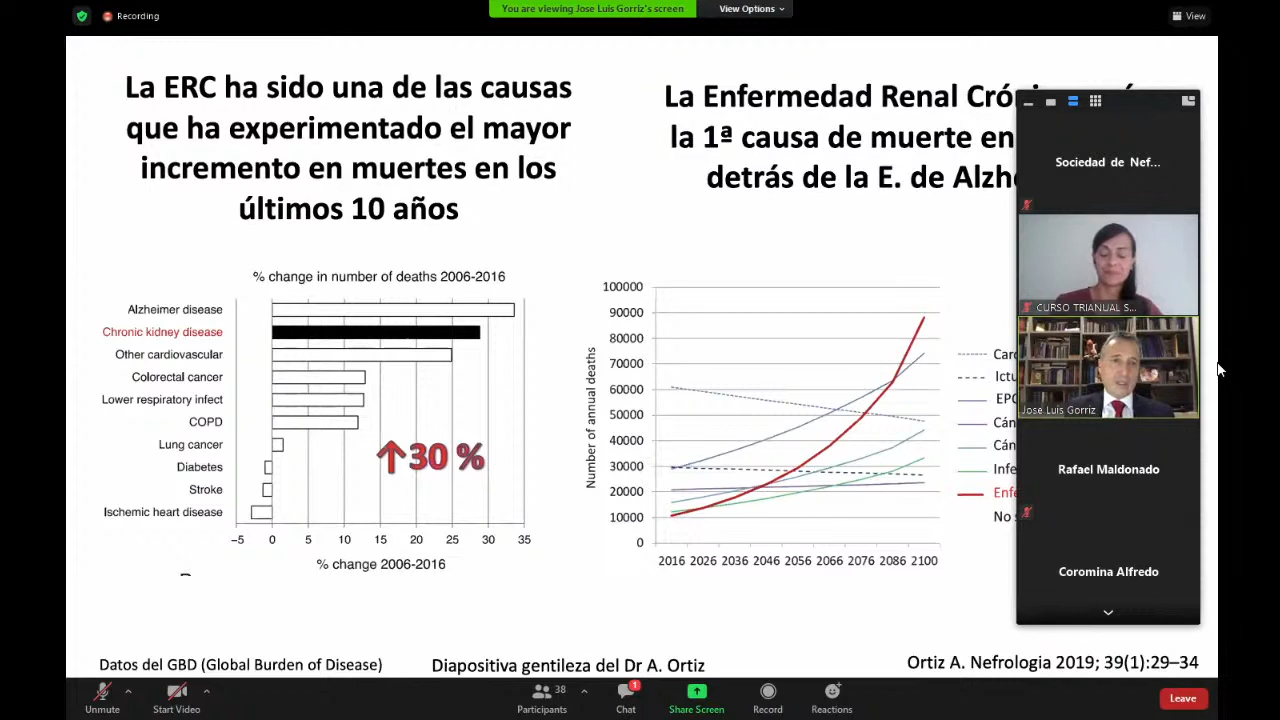 Recording
You are viewing Jose Luis Gorriz's screen
View Options
View
La ERC ha sido una de las causas
que ha experimentado el mayor
incremento en muertes en los
últimos 10 años
La Enfermedad Renal
la 1ª causa de muerte en
detrás de la E. de
% change in number of deaths 2006-2016
Alzheimer disease
Chronic kidney disease
Other cardiovascular
Colorectal cancer
Lower respiratory infect
COPD
Lung cancer
Diabetes
Stroke
Ischemic heart disease
↑30 %
−5 0 5 10 15 20 25 30 35
% change 2006-2016
Number of annual deaths
100000
90000
80000
70000
60000
50000
40000
30000
20000
10000
0
2016 2026 2036 2046 2056 2066 2076 2086 2100
EPO
No
Sociedad de Nef...
CURSO TRIANUAL S...
Jose Luis Gorriz
Rafael Maldonado
Coromina Alfredo
Datos del GBD (Global Burden of Disease)
Diapositiva gentileza del Dr A. Ortiz
Ortiz A. Nefrologia 2019; 39(1):29–34
Unmute
Start Video
38
Participants
1
Chat
Share Screen
Record
Reactions
Leave